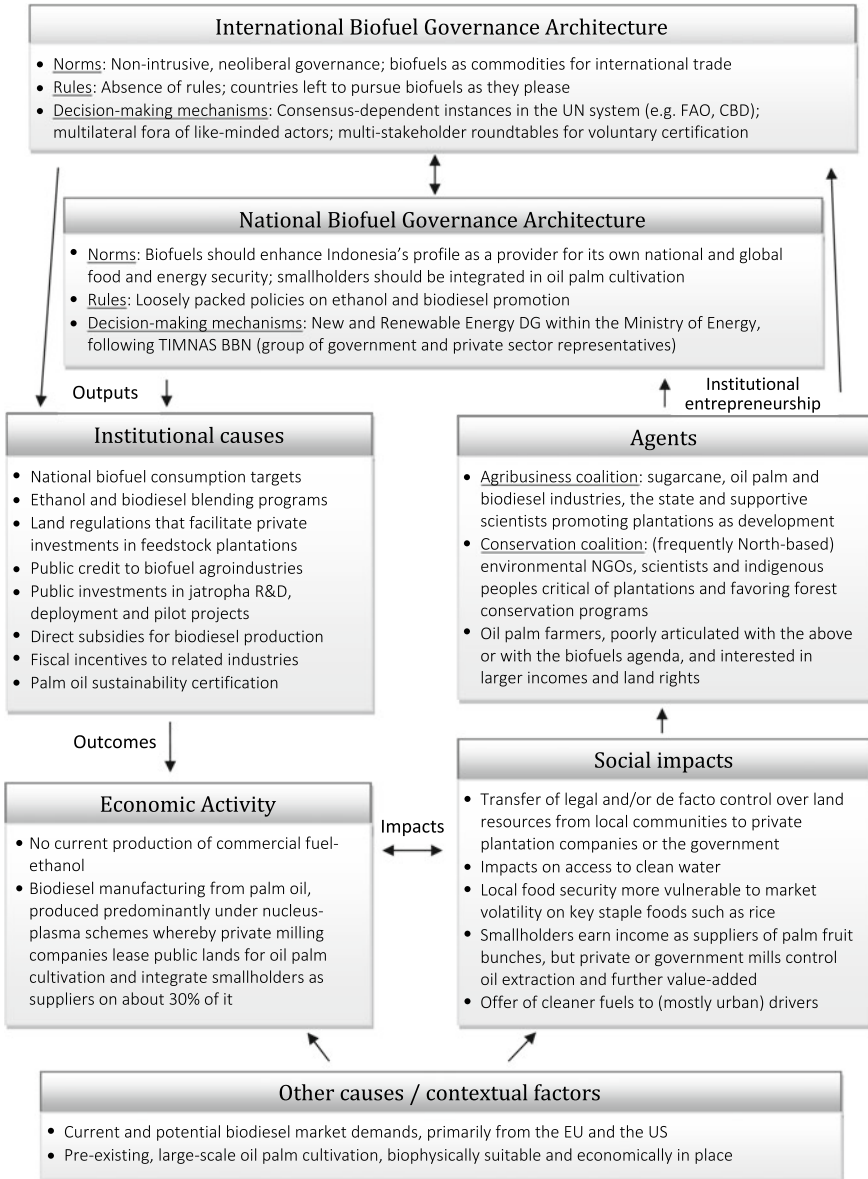 International Biofuel Governance Architecture
• Norms: Non-intrusive, neoliberal governance; biofuels as commodities for international trade
• Rules: Absence of rules; countries left to pursue biofuels as they please
• Decision-making mechanisms: Consensus-dependent instances in the UN system (e.g. FAO, CBD);
multilateral fora of like-minded actors; multi-stakeholder roundtables for voluntary certification
National Biofuel Governance Architecture
• Norms: Biofuels should enhance Indonesia's profile as a provider for its own national and global
food and energy security; smallholders should be integrated in oil palm cultivation
• Rules: Loosely packed policies on ethanol and biodiesel promotion
• Decision-making mechanisms: New and Renewable Energy DG within the Ministry of Energy,
following TIMNAS BBN (group of government and private sector representatives)
Outputs
Institutional
entrepreneurship
Institutional causes
• National biofuel consumption targets
• Ethanol and biodiesel blending programs
• Land regulations that facilitate private
investments in feedstock plantations
• Public credit to biofuel agroindustries
• Public investments in jatropha R&D,
deployment and pilot projects
• Direct subsidies for biodiesel production
• Fiscal incentives to related industries
• Palm oil sustainability certification
Agents
• Agribusiness coalition: sugarcane, oil palm and
biodiesel industries, the state and supportive
scientists promoting plantations as development
• Conservation coalition: (frequently North-based)
environmental NGOs, scientists and indigenous
peoples critical of plantations and favoring forest
conservation programs
• Oil palm farmers, poorly articulated with the above
or with the biofuels agenda, and interested in
larger incomes and land rights
Outcomes
Economic Activity
• No current production of commercial fuel-
ethanol
• Biodiesel manufacturing from palm oil,
produced predominantly under nucleus-
plasma schemes whereby private milling
companies lease public lands for oil palm
cultivation and integrate smallholders as
suppliers on about 30% of it
Impacts
Social impacts
• Transfer of legal and/or de facto control over land
resources from local communities to private
plantation companies or the government
• Impacts on access to clean water
• Local food security more vulnerable to market
volatility on key staple foods such as rice
• Smallholders earn income as suppliers of palm fruit
bunches, but private or government mills control
oil extraction and further value-added
• Offer of cleaner fuels to (mostly urban) drivers
Other causes / contextual factors
• Current and potential biodiesel market demands, primarily from the EU and the US
• Pre-existing, large-scale oil palm cultivation, biophysically suitable and economically in place